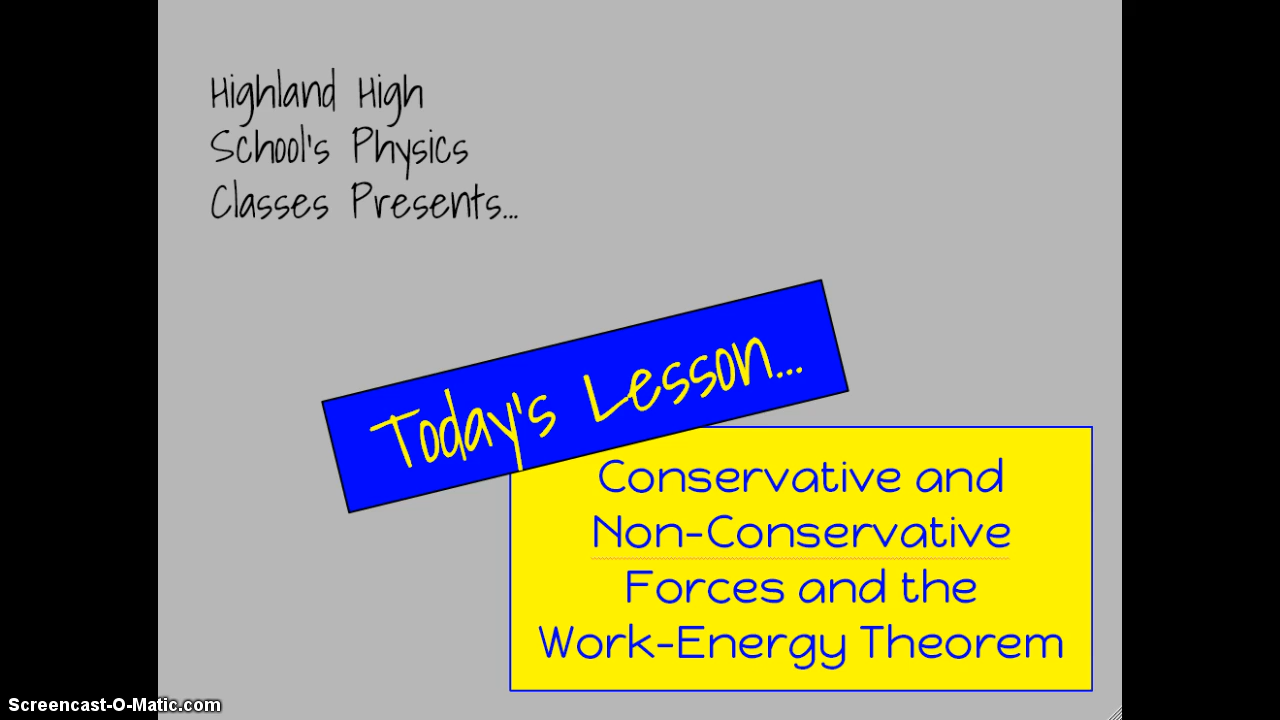 Highland High
School's Physics
Classes Presents...
Today's Lesson...
Conservative and
Non-Conservative
Forces and the
Work-Energy Theorem
Screencast-O-Matic.com